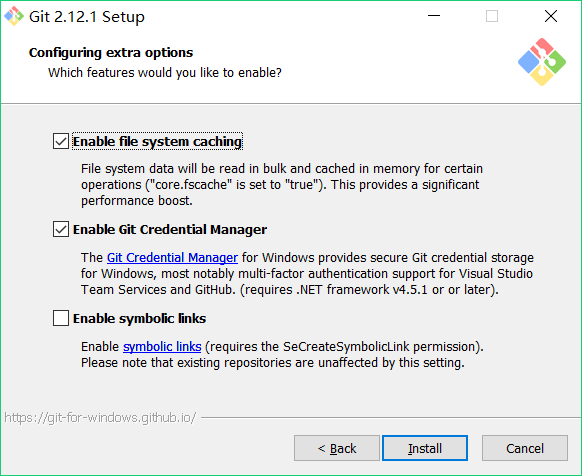 Git 2.12.1 Setup
Configuring extra options
Which features would you like to enable?
Enable file system caching
File system data will be read in bulk and cached in memory for certain
operations ("core.fscache" is set to "true"). This provides a significant
performance boost.
Enable Git Credential Manager
The Git Credential Manager for Windows provides secure Git credential storage
for Windows, most notably multi-factor authentication support for Visual Studio
Team Services and GitHub. (requires .NET framework v4.5.1 or or later).
Enable symbolic links
Enable symbolic links (requires the SeCreateSymbolicLink permission).
Please note that existing repositories are unaffected by this setting.
https://git-for-windows.github.io/
< Back
Install
Cancel